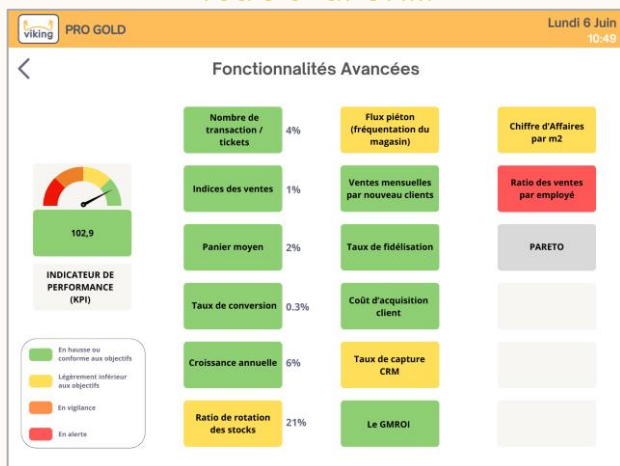 viking
PRO GOLD
Lundi 6 Juin
10:49
Fonctionnalités Avancées
Nombre de
transaction /
tickets
4%
Flux piéton
(fréquentation du
magasin)
Chiffre d'Affaires
par m2
Indices des ventes
1%
Ventes mensuelles
par nouveau clients
Ratio des ventes
par employé
102,9
Panier moyen
2%
Taux de fidélisation
PARETO
INDICATEUR DE
PERFORMANCE
(KPI)
Taux de conversion
0.3%
Coût d'acquisition
client
En hausse ou
conforme aux objectifs
Légèrement inférieur
aux objectifs
En vigilance
En alerte
Croissance annuelle
6%
Taux de capture
CRM
Ratio de rotation
des stocks
21%
Le GMROI